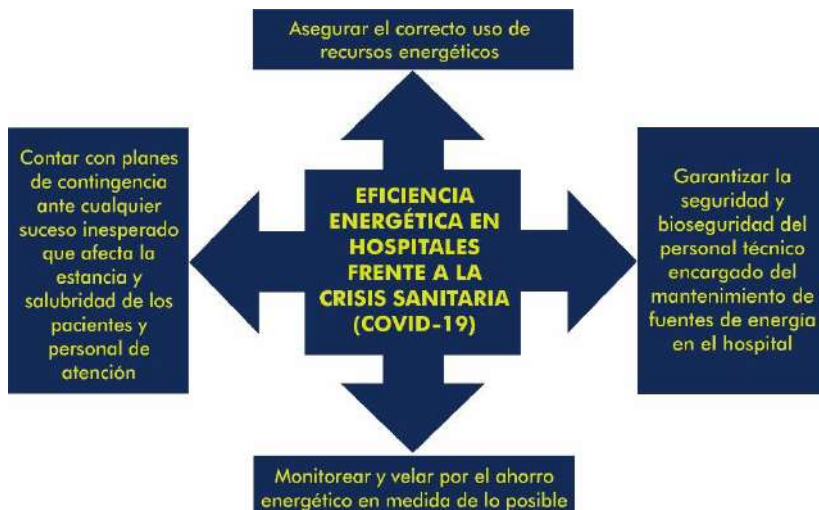 Asegurar el correcto uso de
recursos energéticos
Contar con planes
de contingencia
ante cualquier
suceso inesperado
que afecta la
estancia y
salubridad de los
pacientes y
personal de
atención
EFICIENCIA
ENERGÉTICA EN
HOSPITALES
FRENTE A LA
CRISIS SANITARIA
(COVID-19)
Garantizar la
seguridad y
bioseguridad del
personal técnico
encargado del
mantenimiento de
fuentes de energía
en el hospital
Monitorear y velar por el ahorro
energético en medida de lo posible